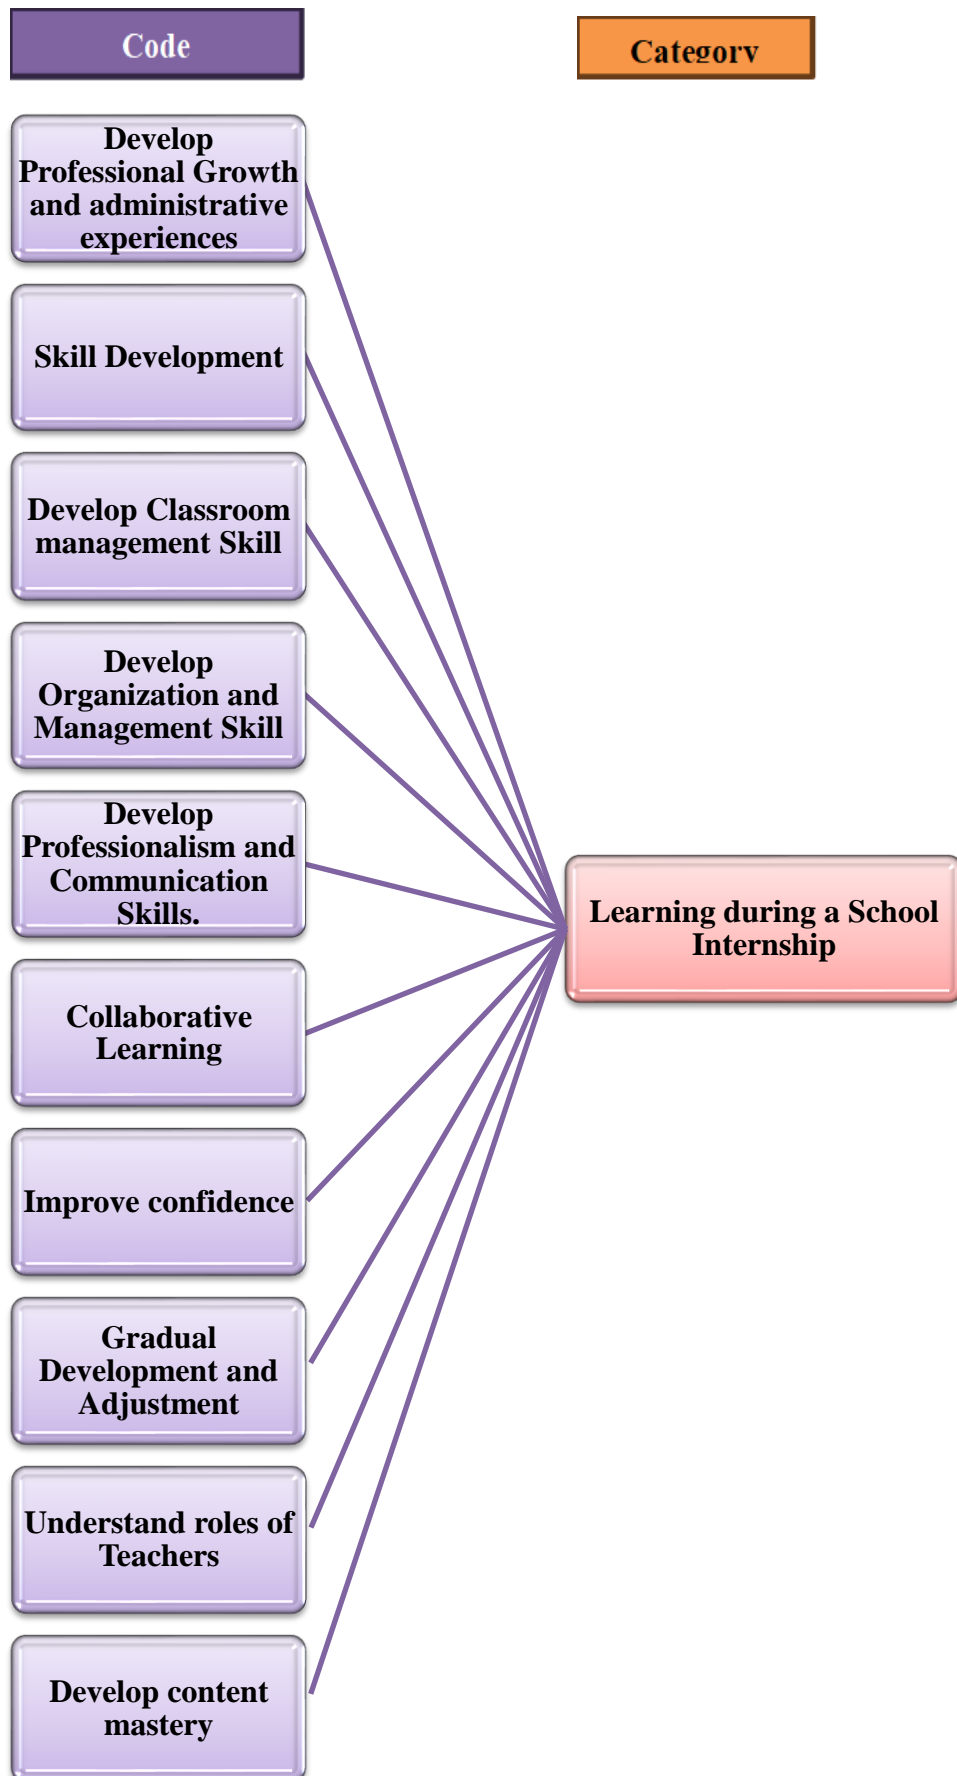 Code
Category
Develop
Professional Growth
and administrative
experiences
Skill Development
Develop Classroom
management Skill
Develop
Organization and
Management Skill
Develop
Professionalism and
Communication
Skills.
Learning during a School
Internship
Collaborative
Learning
Improve confidence
Gradual
Development and
Adjustment
Understand roles of
Teachers
Develop content
mastery